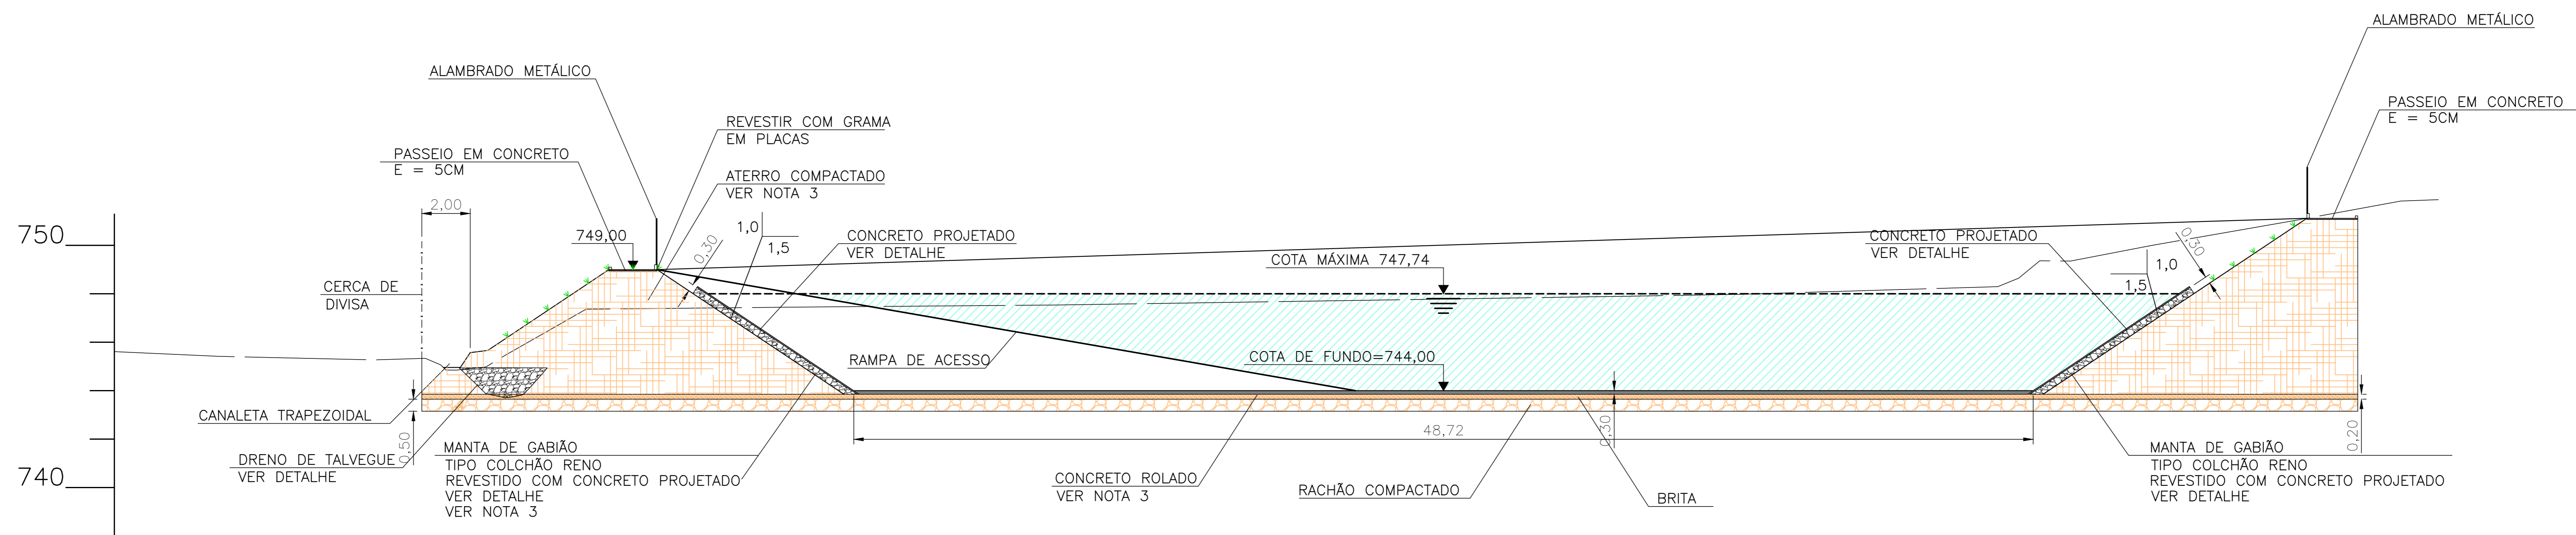 ALAMBRADO METÁLICO
ALAMBRADO METÁLICO
PASSEIO EM CONCRETO
E = 5CM
REVESTIR COM GRAMA
EM PLACAS
PASSEIO EM CONCRETO
E = 5CM
ATERRO COMPACTADO
VER NOTA 3
2,00
1,0
1,5
0,30
750
749,00
CONCRETO PROJETADO
VER DETALHE
CONCRETO PROJETADO
VER DETALHE
0,30
1,0
1,5
COTA MÁXIMA 747,74
CERCA DE
DIVISA
RAMPA DE ACESSO
COTA DE FUNDO=744,00
CANALETA TRAPEZOIDAL
0,50
48,72
0,30
0,20
DRENO DE TALVEGUE
VER DETALHE
MANTA DE GABIÃO
TIPO COLCHÃO RENO
REVESTIDO COM CONCRETO PROJETADO
VER DETALHE
VER NOTA 3
MANTA DE GABIÃO
TIPO COLCHÃO RENO
REVESTIDO COM CONCRETO PROJETADO
VER DETALHE
740
CONCRETO ROLADO
VER NOTA 3
RACHÃO COMPACTADO
BRITA